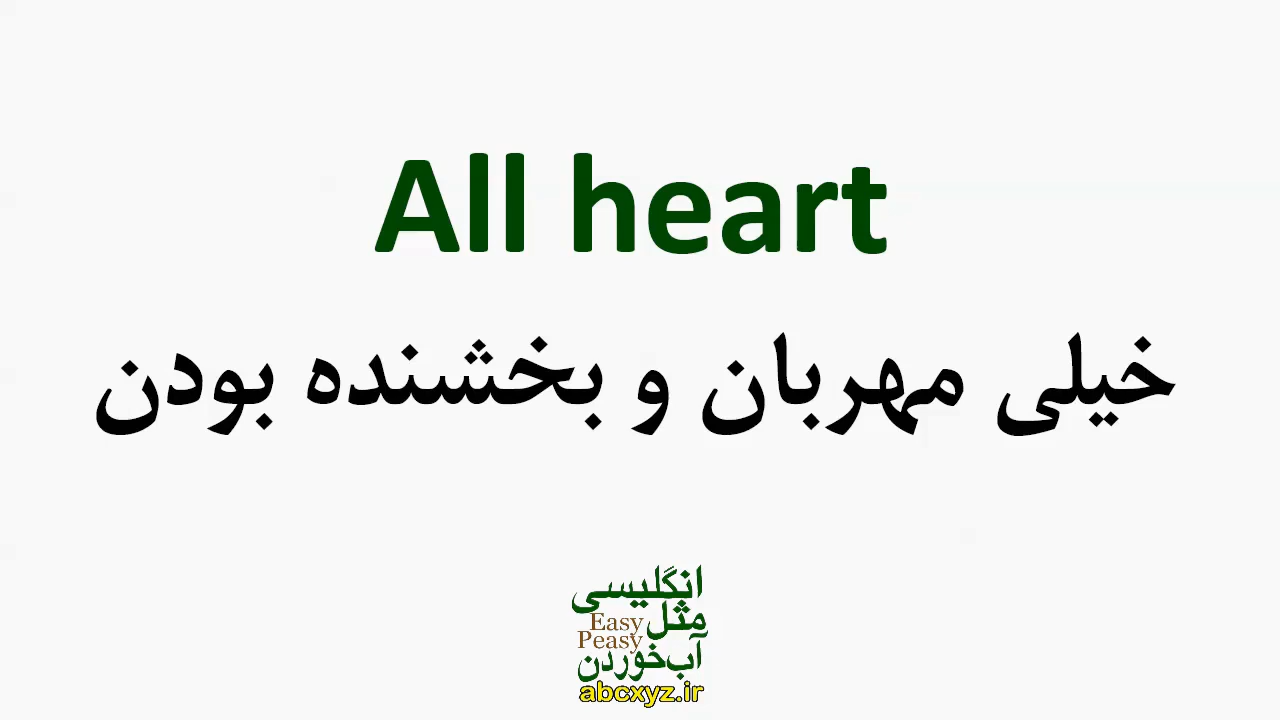 All heart
خیلی مهربان و بخشنده بودن
انگلیسی
مثل Easy
Peasy
آب‌خوردن
abcxyz.ir